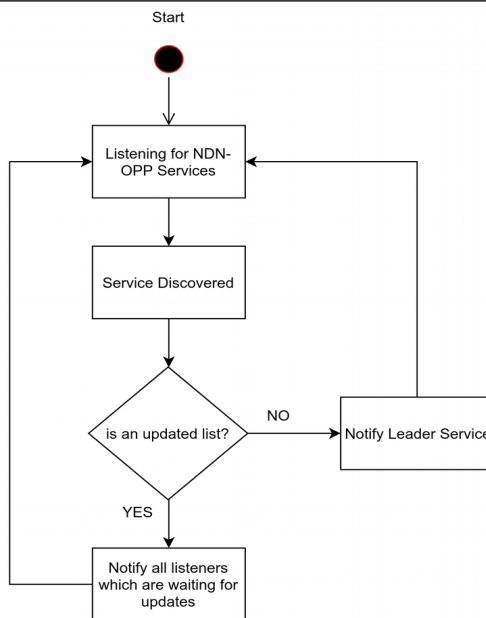 Start
Listening for NDN-
OPP Services
Service Discovered
is an updated list?
NO
Notify Leader Service
YES
Notify all listeners
which are waiting for
updates